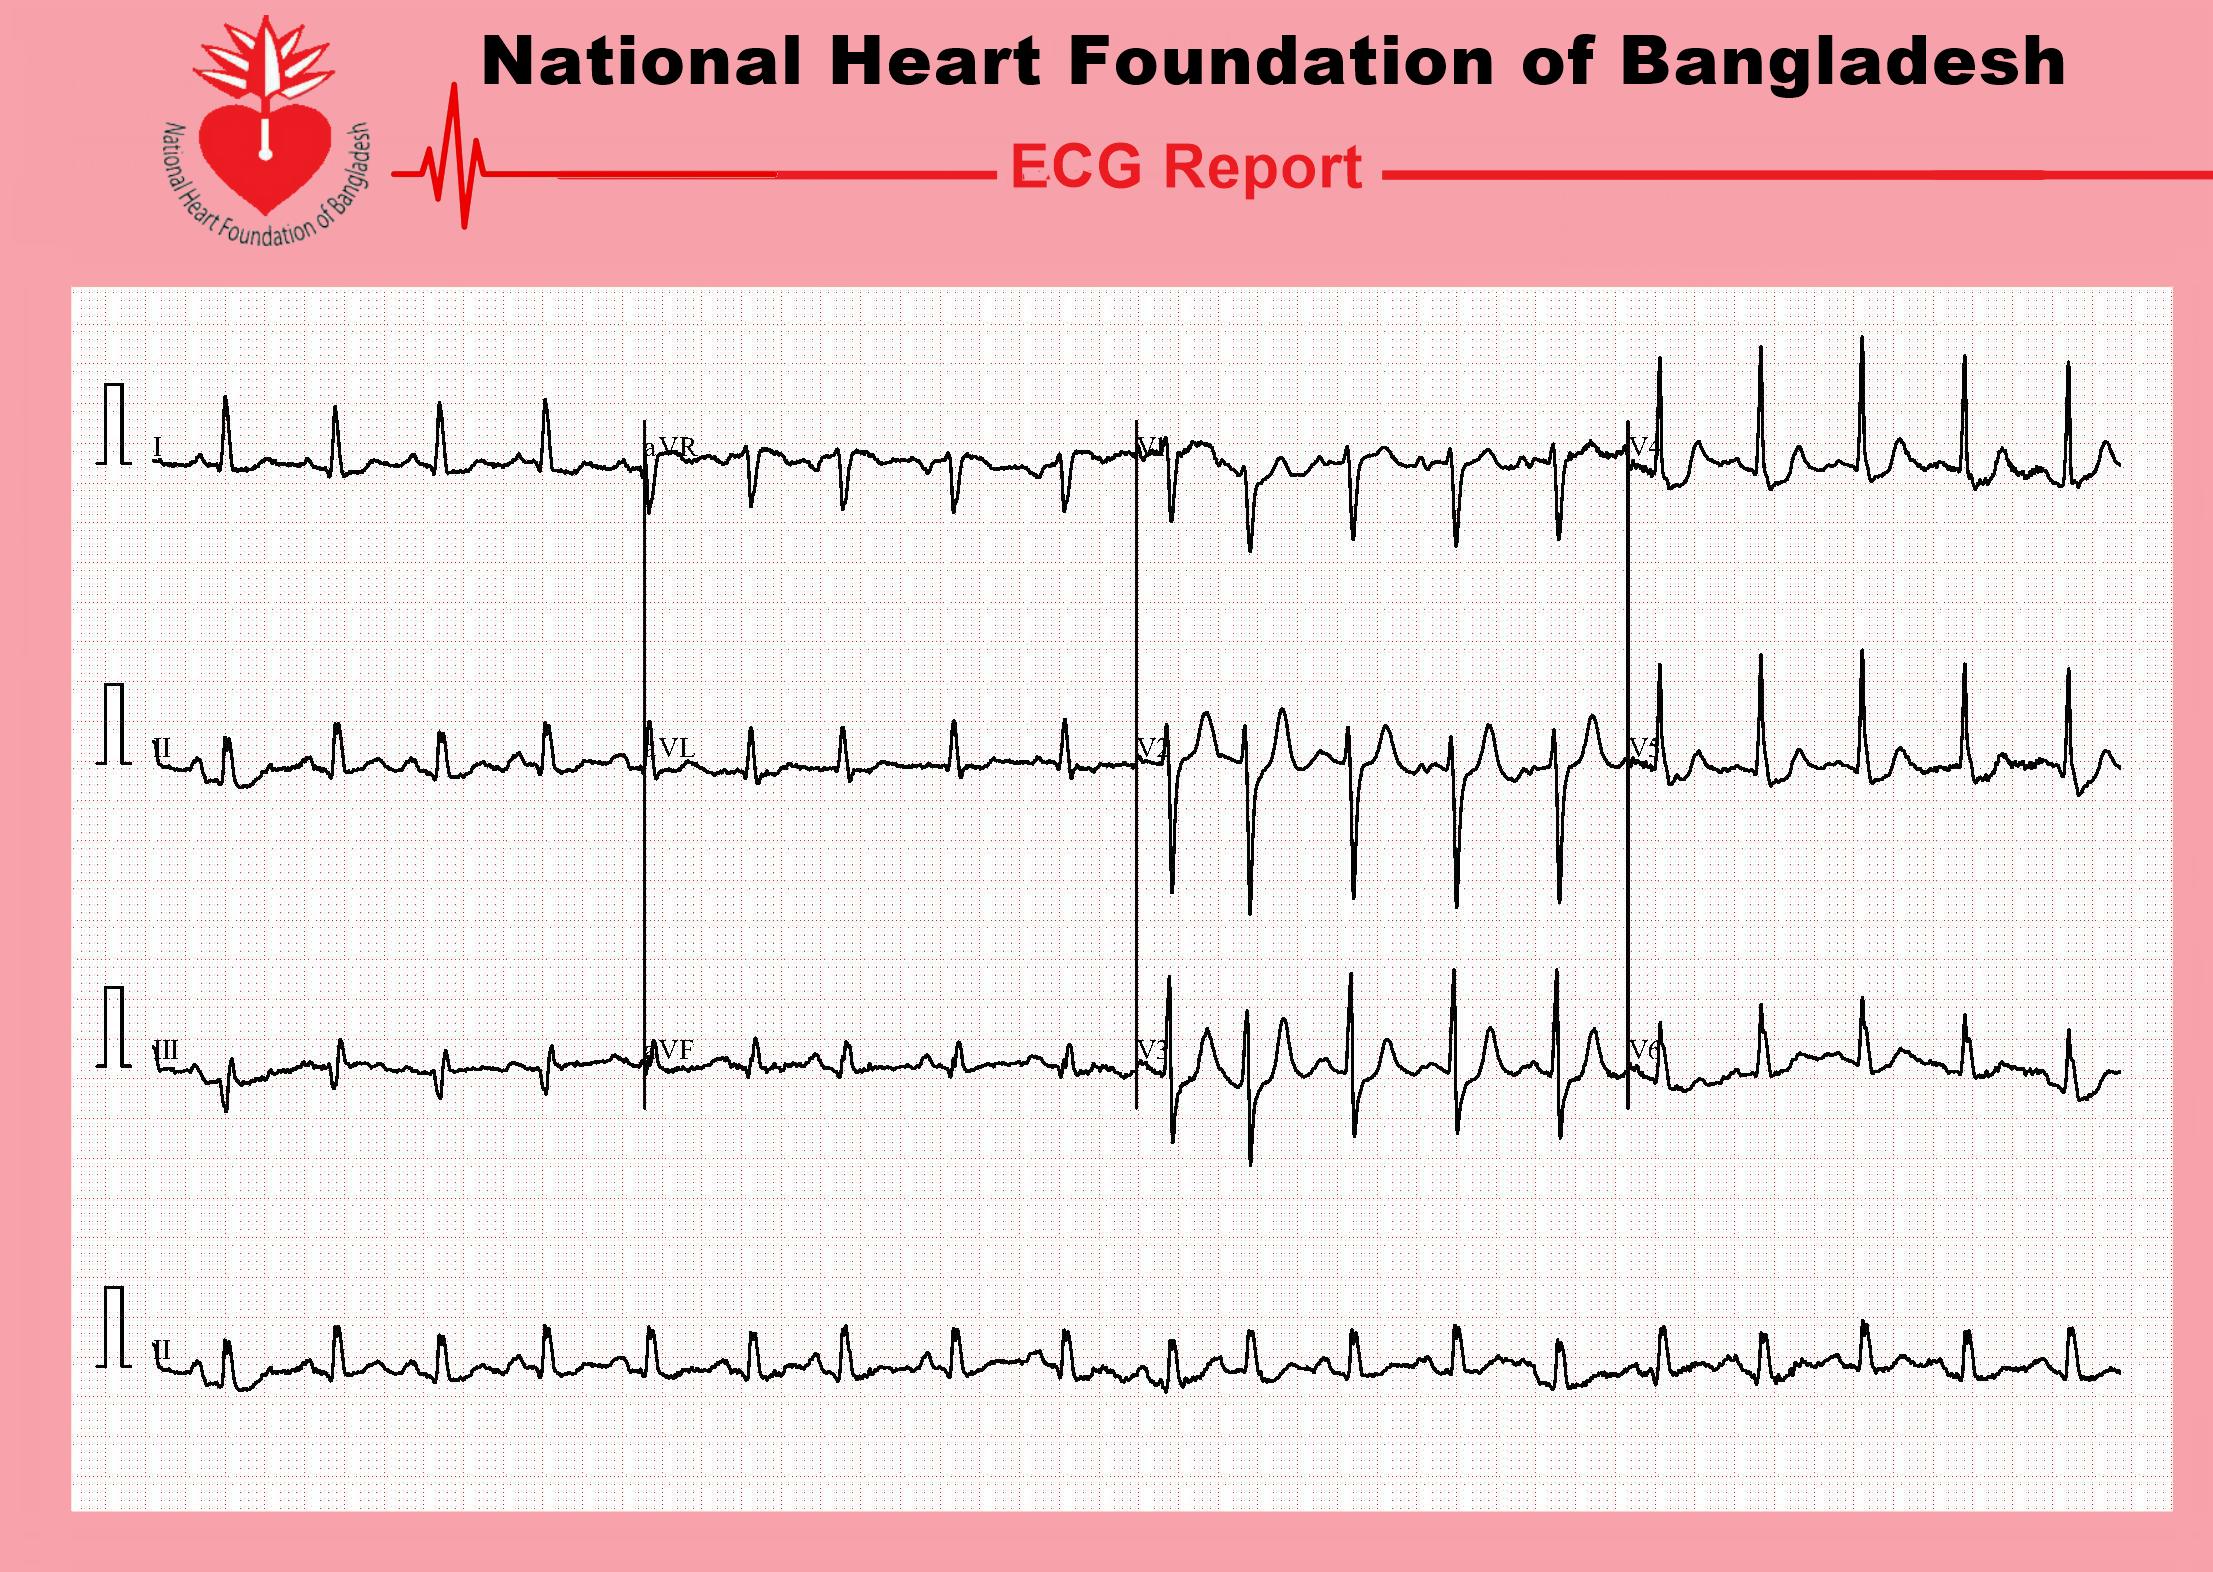 National Heart Foundation of Bangladesh
National Heart Foundation of Bangladesh
ECG Report
I
aVR
V1
V4
II
aVL
V2
V5
III
aVF
V3
V6
II